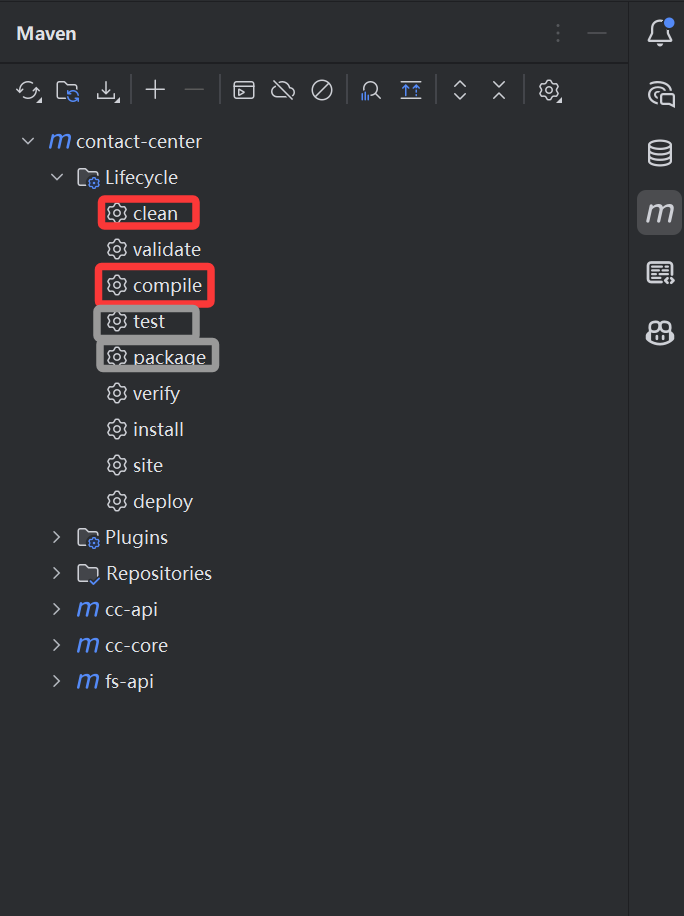 Maven
m contact-center
Lifecycle
clean
validate
compile
test
package
verify
install
site
deploy
Plugins
Repositories
m cc-api
m cc-core
m fs-api
m